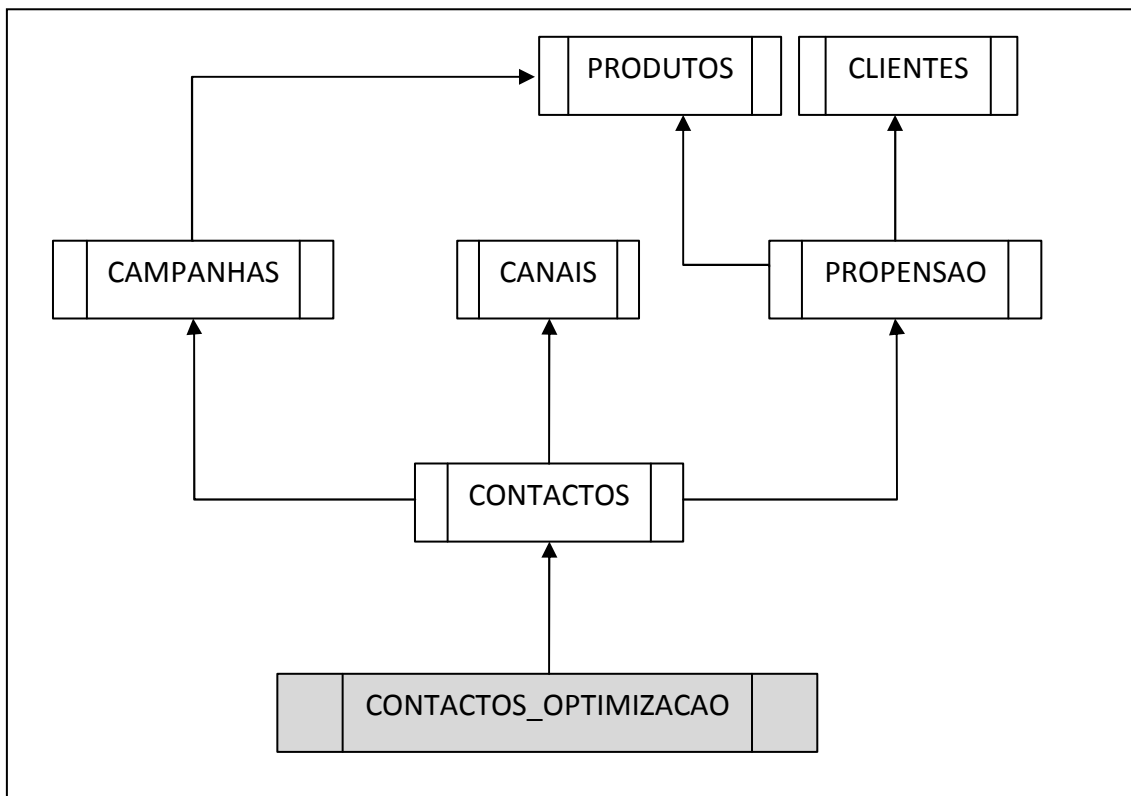 PRODUTOS
CLIENTES
CAMPANHAS
CANAIS
PROPENSAO
CONTACTOS
CONTACTOS_OPTIMIZACAO